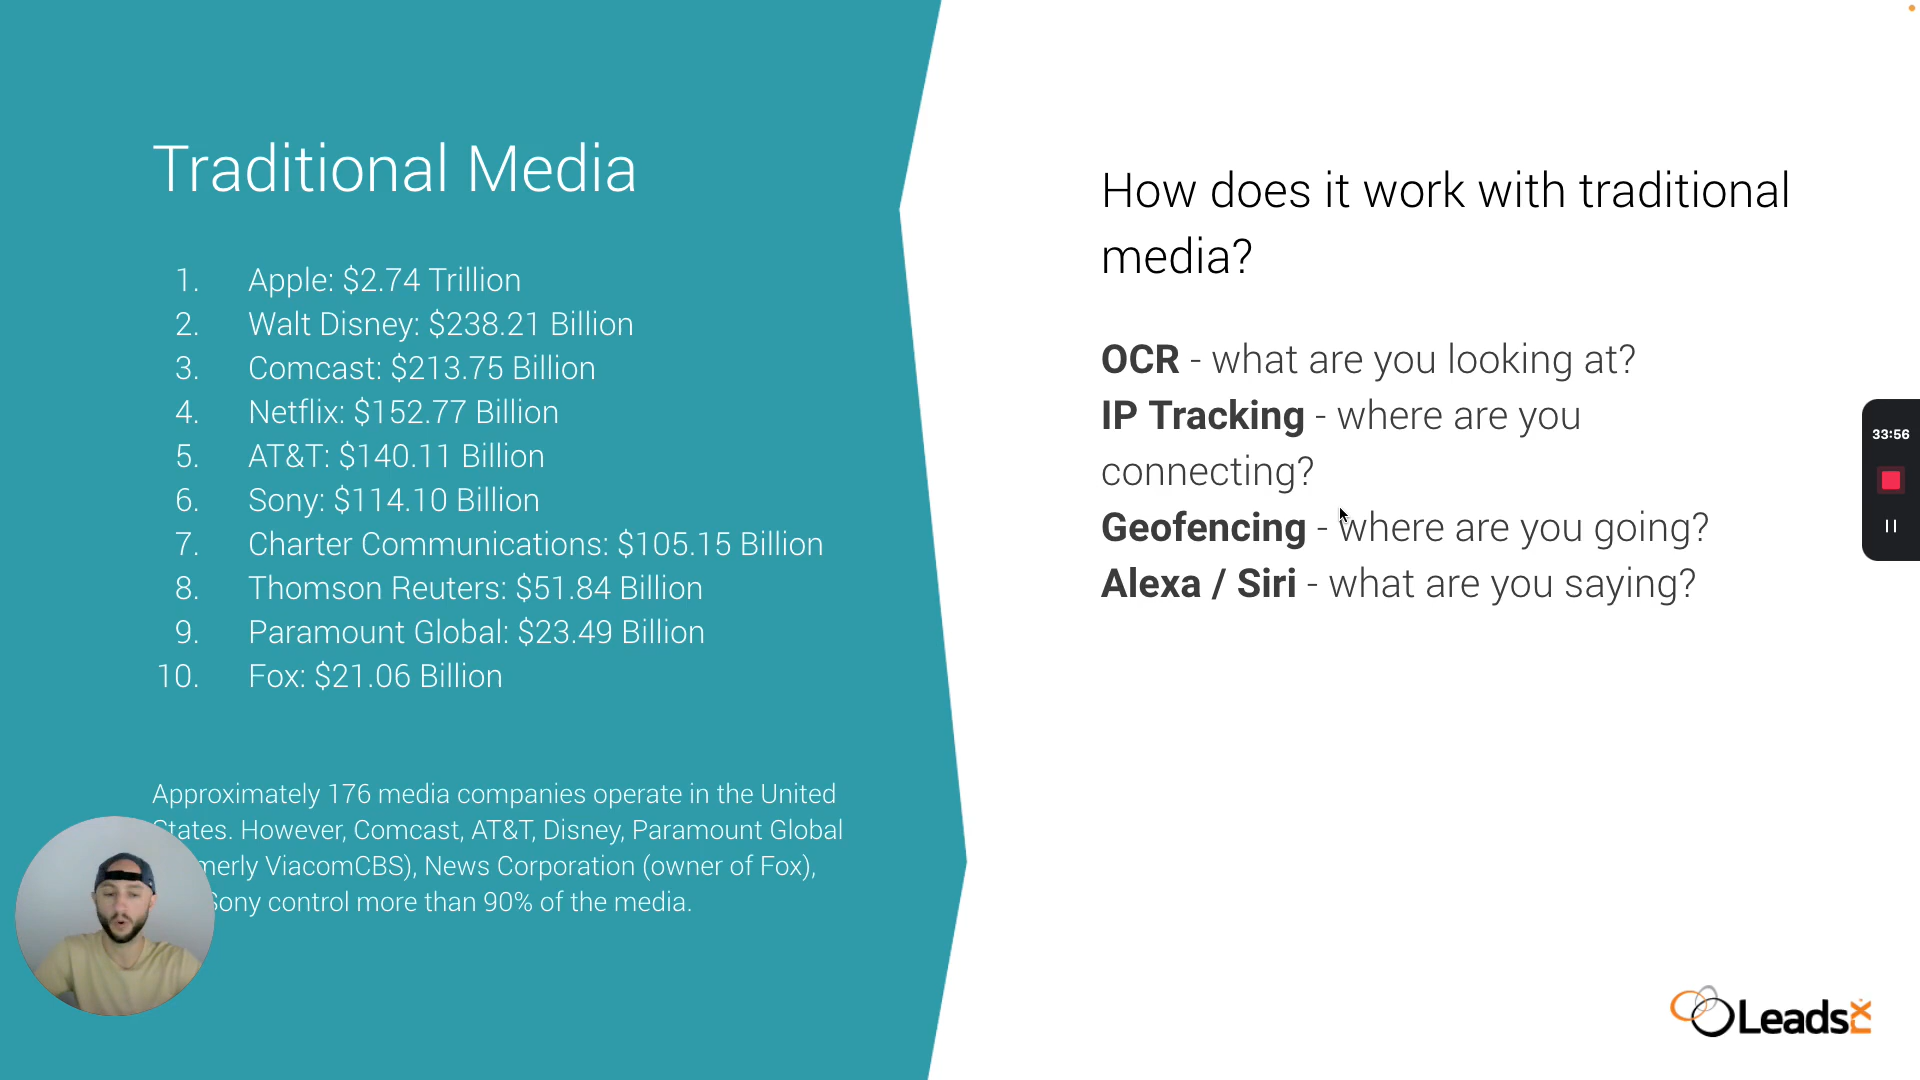 Traditional Media
1. Apple: $2.74 Trillion
2. Walt Disney: $238.21 Billion
3. Comcast: $213.75 Billion
4. Netflix: $152.77 Billion
5. AT&T: $140.11 Billion
6. Sony: $114.10 Billion
7. Charter Communications: $105.15 Billion
8. Thomson Reuters: $51.84 Billion
9. Paramount Global: $23.49 Billion
10. Fox: $21.06 Billion
Approximately 176 media companies operate in the United
States. However, Comcast, AT&T, Disney, Paramount Global
merly ViacomCBS), News Corporation (owner of Fox),
Sony control more than 90% of the media.
How does it work with traditional
media?
OCR - what are you looking at?
IP Tracking - where are you
connecting?
Geofencing - where are you going?
Alexa / Siri - what are you saying?
33:56
Leads